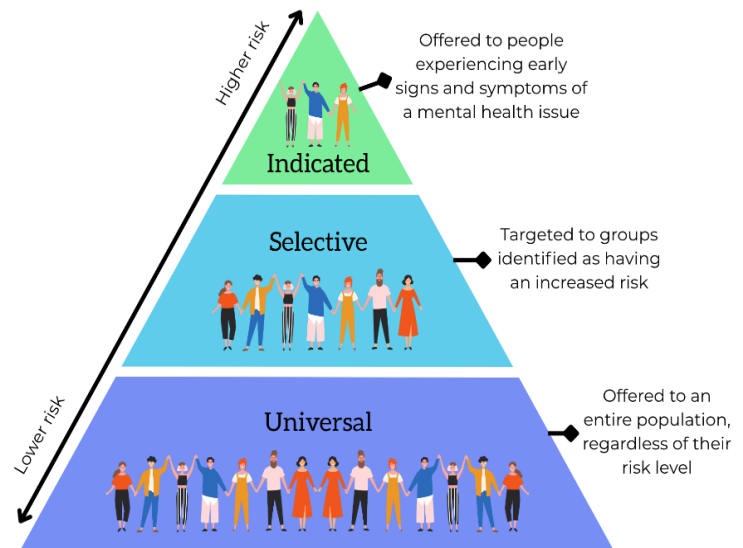 Higher risk
Offered to people
experiencing early
signs and symptoms of
a mental health issue
Indicated
Selective
Targeted to groups
identified as having
an increased risk
Universal
Offered to an
entire population,
regardless of their
risk level
Lower risk